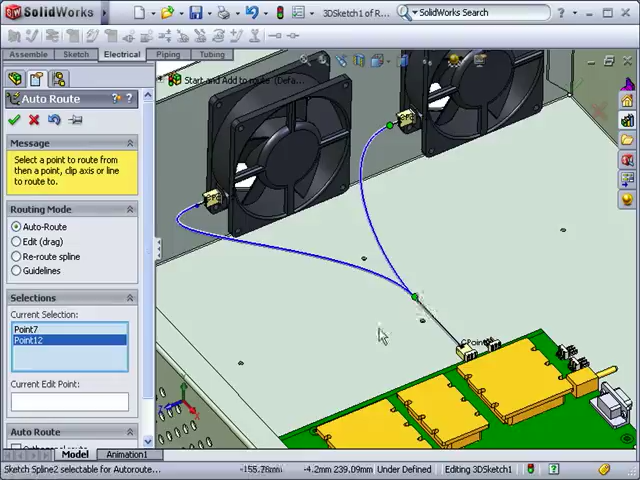 SolidWorks
3DSketch1 of R...
SolidWorks Search
Assemble
Sketch
Electrical
Piping
Tubing
Start and Add to route (Defa...
Auto Route
Message
Select a point to route from then a point, clip axis or line to route to.
Routing Mode
Auto-Route
Edit (drag)
Re-route spline
Guidelines
Selections
Current Selection:
Point7
Point12
Current Edit Point:
Auto Route
Model
Animation1
Sketch Spline2 selectable for Autoroute...
-155.76mm
-4.2mm
239.09mm
Under Defined
Editing 3DSketch1